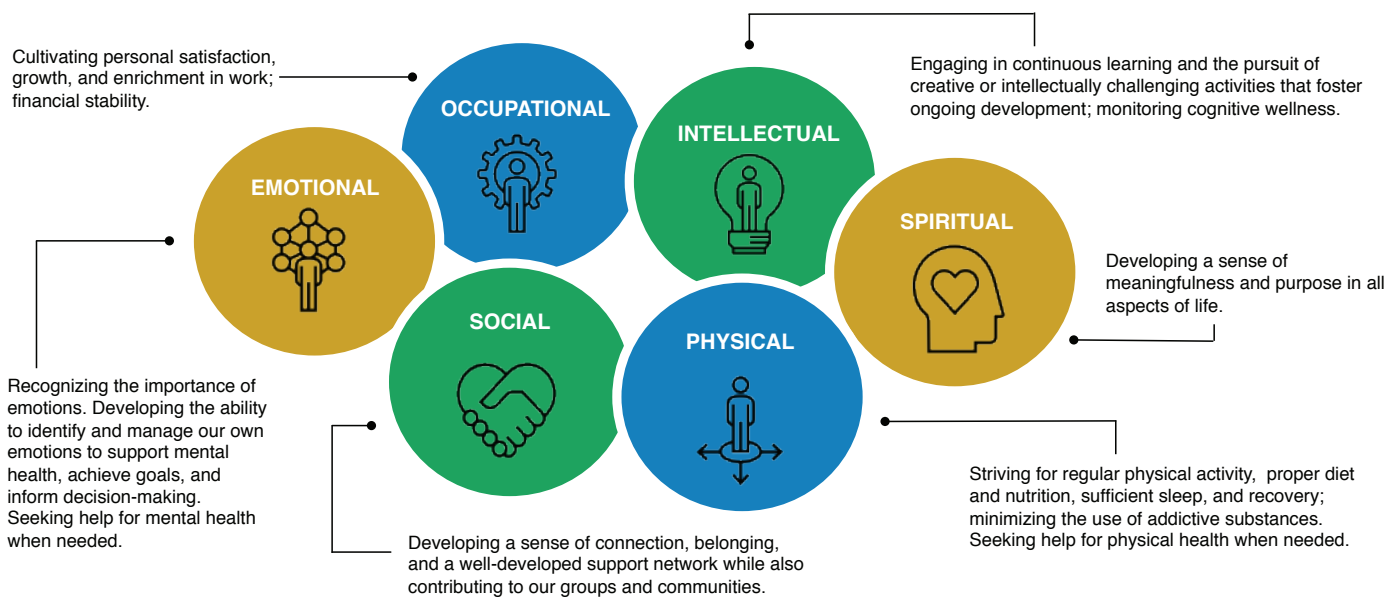 Cultivating personal satisfaction,
growth, and enrichment in work;
financial stability.
OCCUPATIONAL
Engaging in continuous learning and the pursuit of
creative or intellectually challenging activities that foster
ongoing development; monitoring cognitive wellness.
INTELLECTUAL
EMOTIONAL
Recognizing the importance of
emotions. Developing the ability
to identify and manage our own
emotions to support mental
health, achieve goals, and
inform decision-making.
Seeking help for mental health
when needed.
SPIRITUAL
Developing a sense of
meaningfulness and purpose in all
aspects of life.
SOCIAL
Developing a sense of connection, belonging,
and a well-developed support network while also
contributing to our groups and communities.
PHYSICAL
Striving for regular physical activity, proper diet
and nutrition, sufficient sleep, and recovery;
minimizing the use of addictive substances.
Seeking help for physical health when needed.